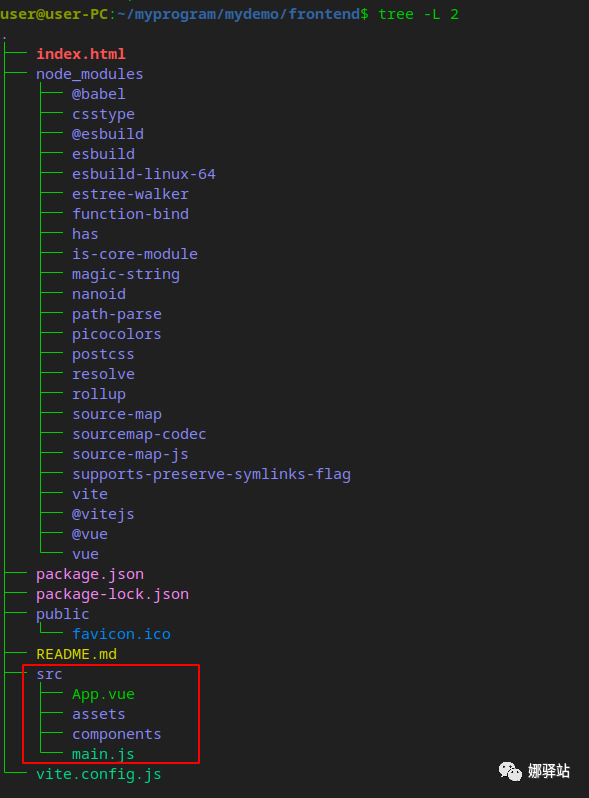 user@user-PC:~/myprogram/mydemo/frontend$ tree -L 2
.
├── index.html
├── node_modules
│   ├── @babel
│   ├── csstype
│   ├── @esbuild
│   ├── esbuild
│   ├── esbuild-linux-64
│   ├── estree-walker
│   ├── function-bind
│   ├── has
│   ├── is-core-module
│   ├── magic-string
│   ├── nanoid
│   ├── path-parse
│   ├── picocolors
│   ├── postcss
│   ├── resolve
│   ├── rollup
│   ├── source-map
│   ├── sourcemap-codec
│   ├── source-map-js
│   ├── supports-preserve-symlinks-flag
│   ├── vite
│   ├── @vitejs
│   ├── @vue
│   └── vue
├── package.json
├── package-lock.json
├── public
│   └── favicon.ico
├── README.md
├── src
│   ├── App.vue
│   ├── assets
│   ├── components
│   └── main.js
└── vite.config.js
娜驿站